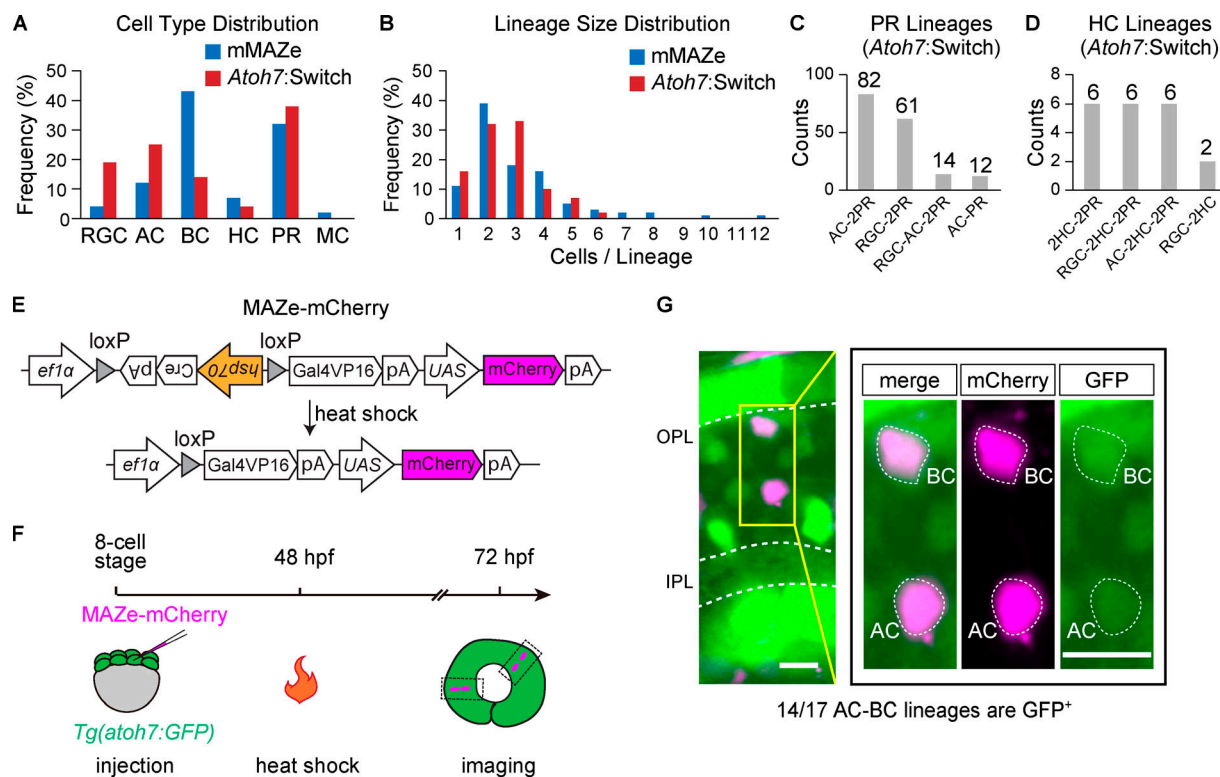 A
Cell Type Distribution
mMAZe
Atoh7:Switch
Frequency (%)
50
40
30
20
10
0
RGC AC BC HC PR MC
B
Lineage Size Distribution
mMAZe
Atoh7:Switch
Frequency (%)
50
40
30
20
10
0
1 2 3 4 5 6 7 8 9 10 11 12
Cells / Lineage
C
PR Lineages
(Atoh7:Switch)
Counts
100
50
0
82
61
14
12
AC-2PR
RGC-2PR
RGC-AC-2PR
AC-PR
D
HC Lineages
(Atoh7:Switch)
Counts
8
6
4
2
0
6
6
6
2
2HC-2PR
RGC-2HC-2PR
AC-2HC-2PR
RGC-2HC
E
MAZe-mCherry
loxP loxP
ef1α pA Cre hsp70 Gal4VP16 pA UAS mCherry pA
heat shock
loxP
ef1α Gal4VP16 pA UAS mCherry pA
F
8-cell
stage
48 hpf
72 hpf
MAZe-mCherry
Tg(atoh7:GFP)
injection
heat shock
imaging
G
OPL
IPL
merge mCherry GFP
BC BC BC
AC AC AC
14/17 AC-BC lineages are GFP+